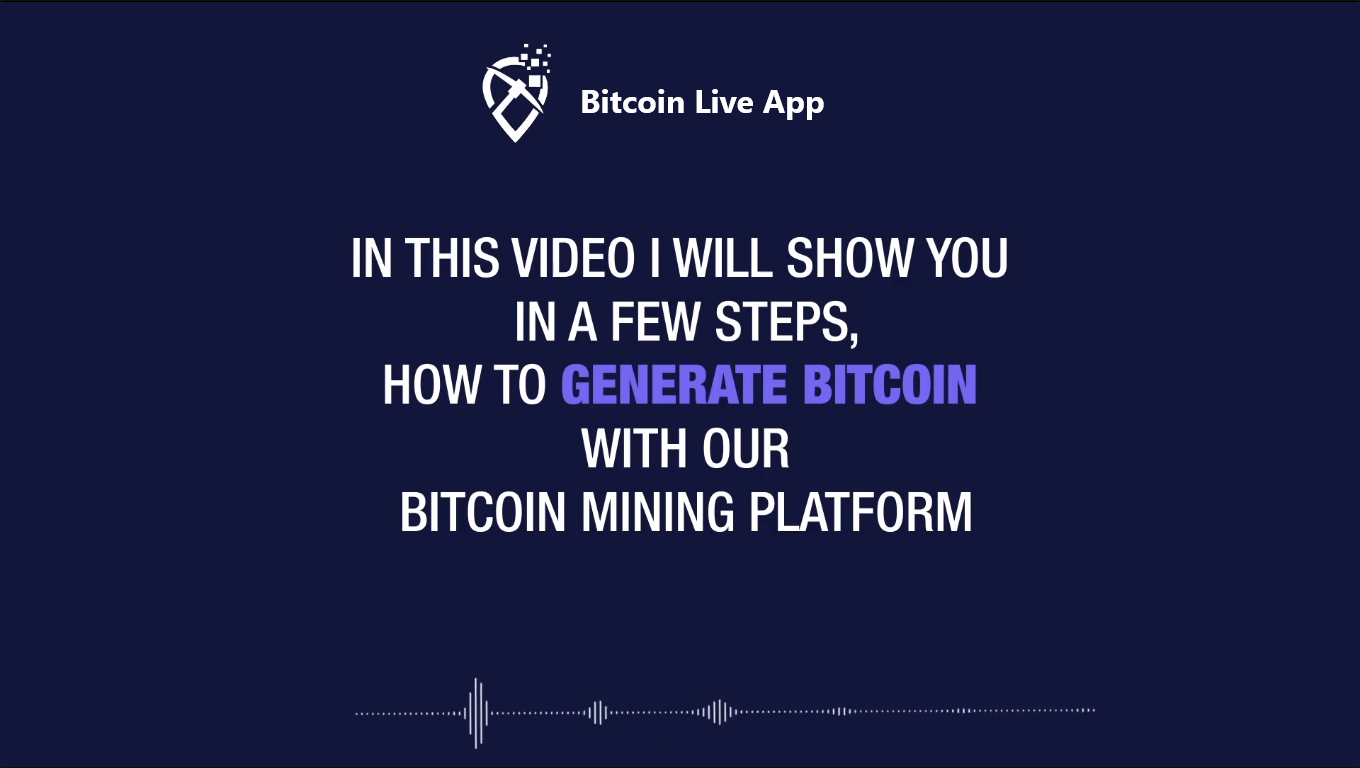 Bitcoin Live App
IN THIS VIDEO I WILL SHOW YOU
IN A FEW STEPS,
HOW TO GENERATE BITCOIN
WITH OUR
BITCOIN MINING PLATFORM